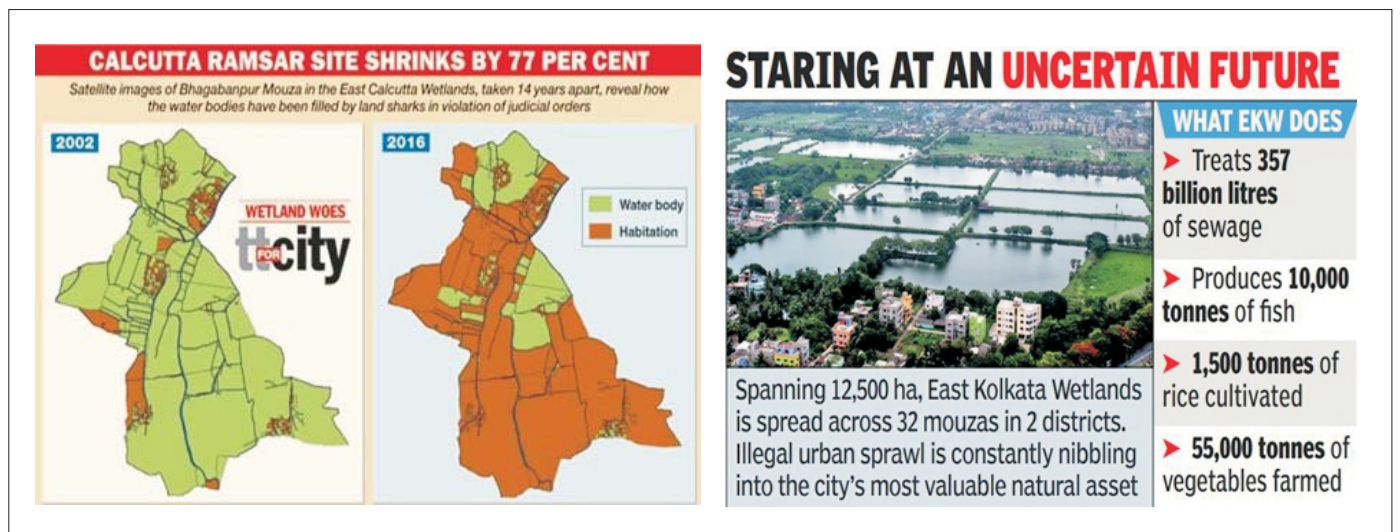 CALCUTTA RAMSAR SITE SHRINKS BY 77 PER CENT
Satellite images of Bhagabanpur Mouza in the East Calcutta Wetlands, taken 14 years apart, reveal how
the water bodies have been filled by land sharks in violation of judicial orders
2002
WETLAND WOES
tt FOR city
2016
Water body
Habitation
STARING AT AN UNCERTAIN FUTURE
Spanning 12,500 ha, East Kolkata Wetlands
is spread across 32 mouzas in 2 districts.
Illegal urban sprawl is constantly nibbling
into the city's most valuable natural asset
WHAT EKW DOES
➤ Treats 357
billion litres
of sewage
➤ Produces 10,000
tonnes of fish
➤ 1,500 tonnes of
rice cultivated
➤ 55,000 tonnes of
vegetables farmed